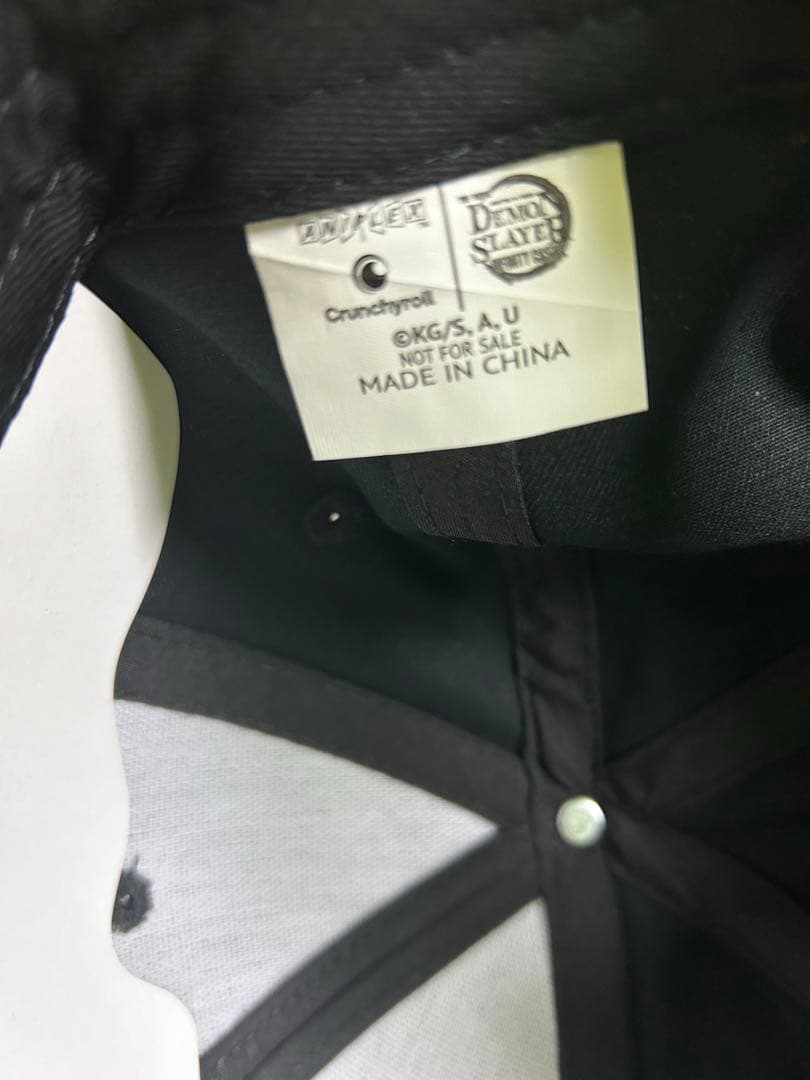 ANIPLEX
DEMON
SLAYER
Crunchyroll
©KG/S, A, U
NOT FOR SALE
MADE IN CHINA